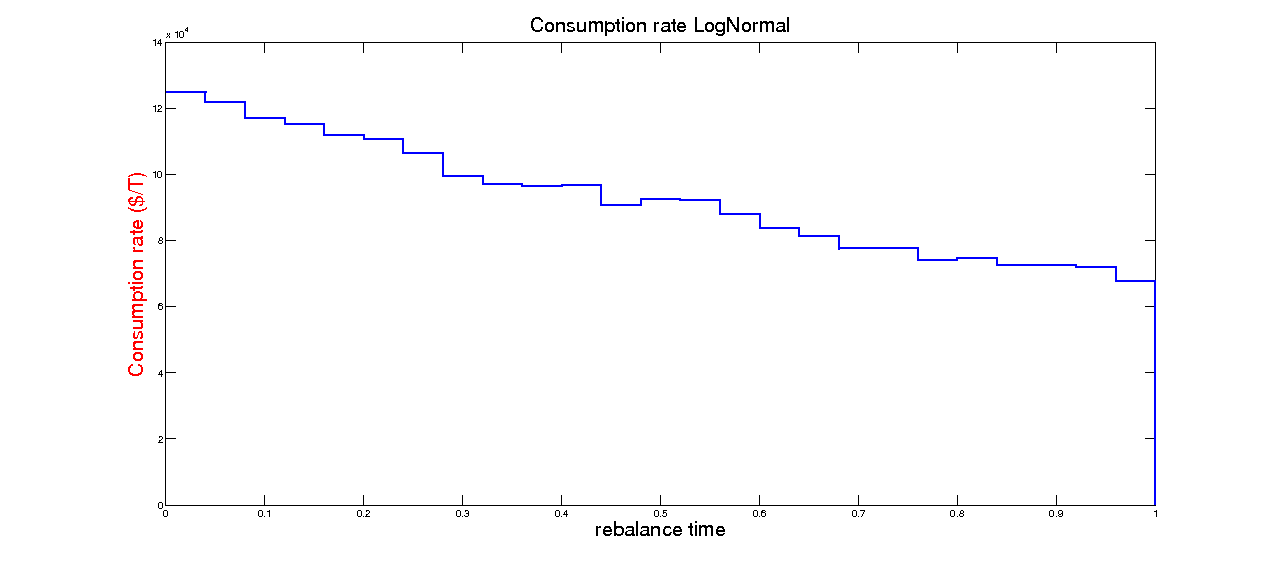 Consumption rate LogNormal
x 10⁴
14
12
10
8
6
4
2
0
Consumption rate ($/T)
0 0.1 0.2 0.3 0.4 0.5 0.6 0.7 0.8 0.9 1
rebalance time